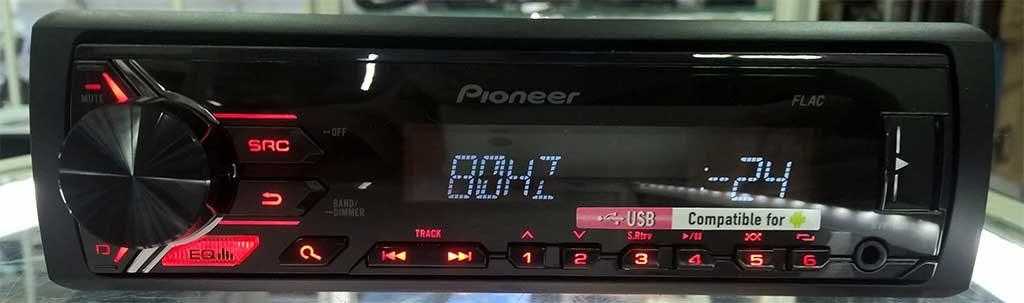 Pioneer
FLAC
MUTE
OFF
SRC
80HZ
-24
BAND/
DIMMER
USB
Compatible for
TRACK
S.Rtrv
EQ
1 2 3 4 5 6